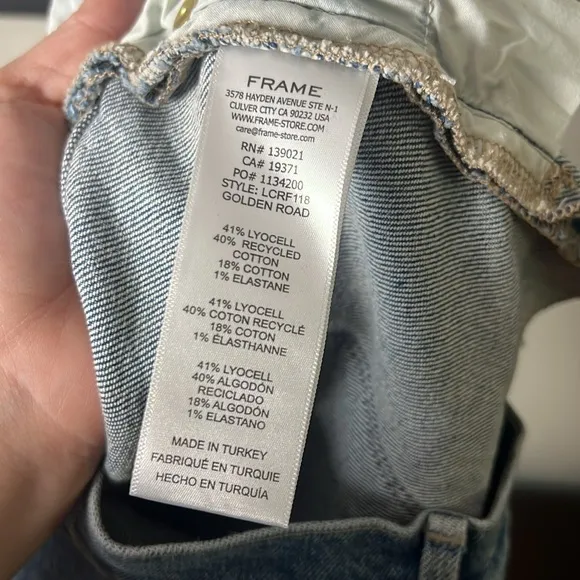 FRAME
3578 HAYDEN AVENUE STE N-1
CULVER CITY CA 90232 USA
WWW.FRAME-STORE.COM
care@frame-store.com
RN# 139021
CA# 19371
PO# 1134200
STYLE: LCRF118
GOLDEN ROAD
41% LYOCELL
40% RECYCLED
COTTON
18% COTTON
1% ELASTANE
41% LYOCELL
40% COTON RECYCLÉ
18% COTTON
1% ÉLASTHANNE
41% LYOCELL
40% ALGODÓN
RECICLADO
18% ALGODÓN
1% ELASTANO
MADE IN TURKEY
FABRIQUÉ EN TURQUIE
HECHO EN TURQUÍA